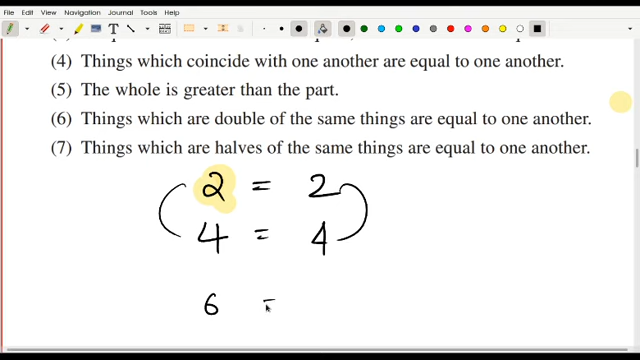 File Edit View Tools Journal Tools Help
(4) Things which coincide with one another are equal to one another.
(5) The whole is greater than the part.
(6) Things which are double of the same things are equal to one another.
(7) Things which are halves of the same things are equal to one another.
2 = 2
4 = 4
6 =